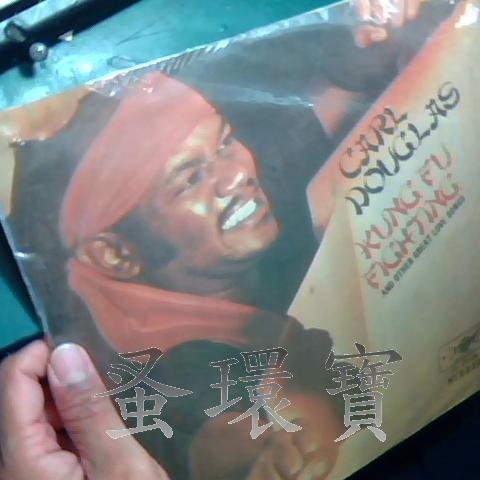 CARL
DOUGLAS
KUNG FU
FIGHTING
AND OTHER GREAT LOVE SONGS
蚤環寶